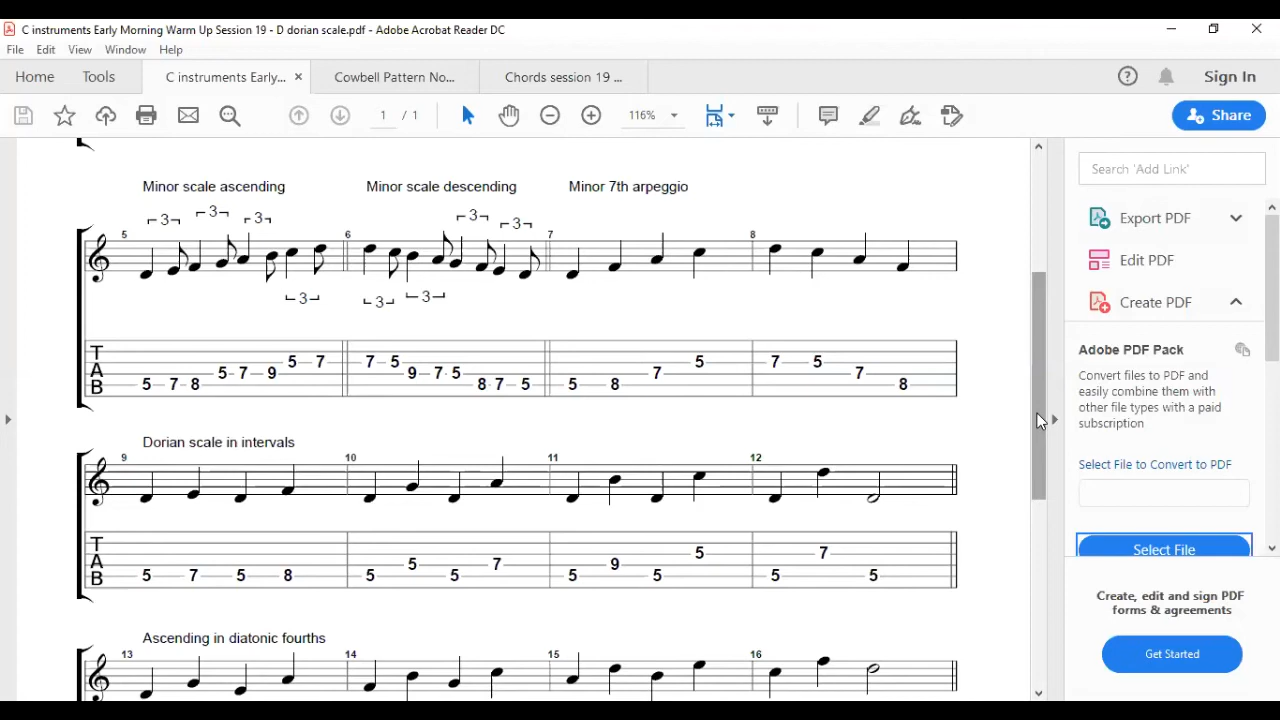 C instruments Early Morning Warm Up Session 19 - D dorian scale.pdf - Adobe Acrobat Reader DC
File Edit View Window Help
Home Tools C instruments Early... × Cowbell Pattern No... Chords session 19 ... Sign In
1 / 1 116% Share
Minor scale ascending Minor scale descending Minor 7th arpeggio
3 3 3 3 3
5 6 7 8
3 3 3
T
A
B
5 7 8 5 7 9 5 7 7 5 9 7 5 8 7 5 5 8 7 5 7 5 7 8
Dorian scale in intervals
9 10 11 12
T
A
B
5 7 5 8 5 5 5 7 5 9 5 5 5 7 5
Ascending in diatonic fourths
13 14 15 16
Search 'Add Link'
Export PDF
Edit PDF
Create PDF
Adobe PDF Pack
Convert files to PDF and
easily combine them with
other file types with a paid
subscription
Select File to Convert to PDF
Select File
Create, edit and sign PDF
forms & agreements
Get Started